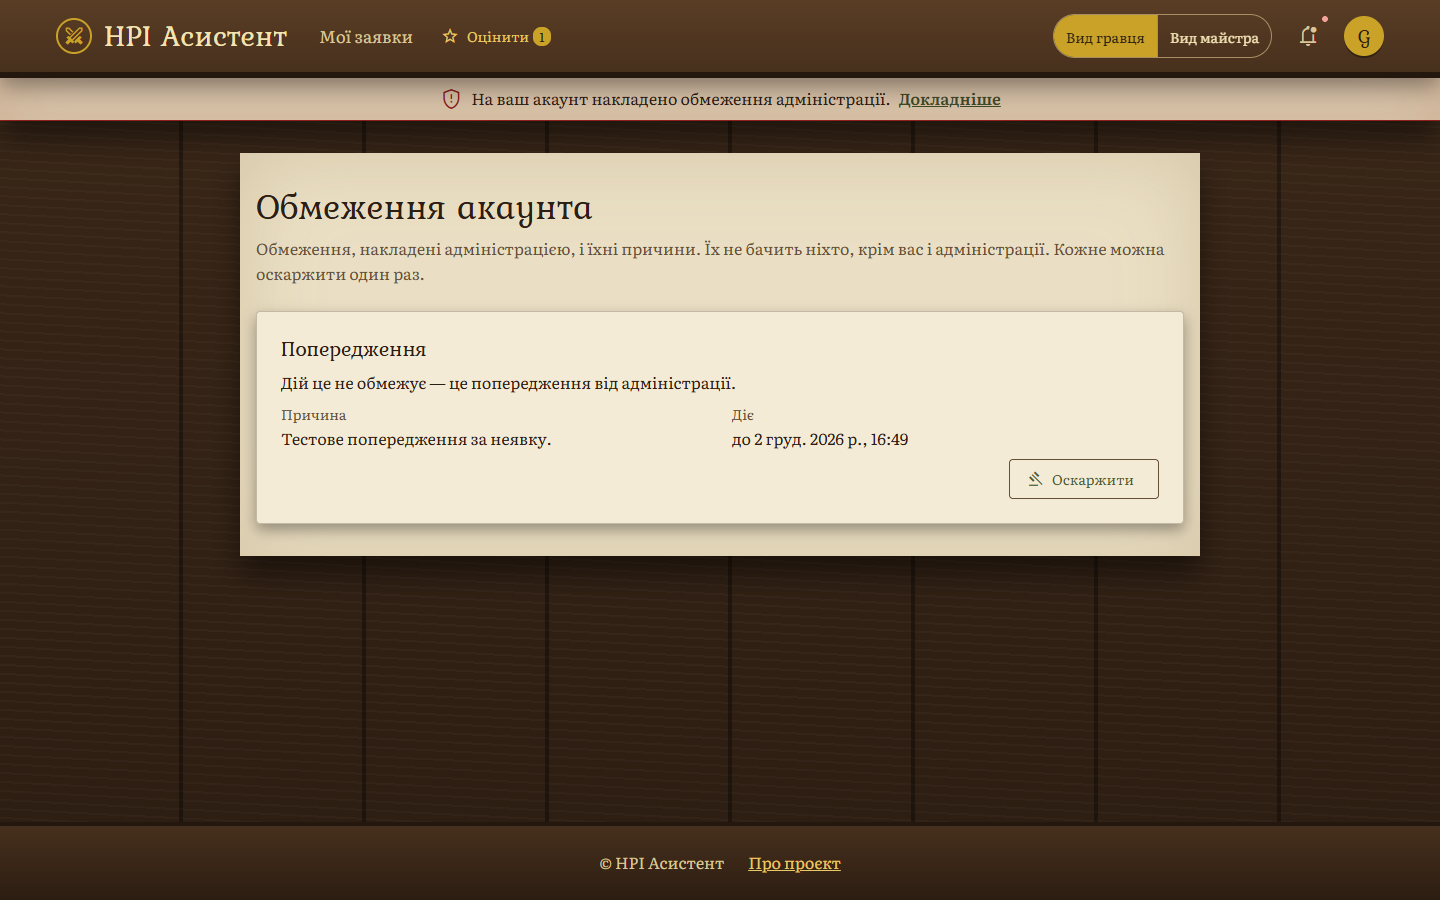 НРІ Асистент
Мої заявки
Оцінити 1
Вид гравця
Вид майстра
G
На ваш акаунт накладено обмеження адміністрації. Докладніше
Обмеження акаунта
Обмеження, накладені адміністрацією, і їхні причини. Їх не бачить ніхто, крім вас і адміністрації. Кожне можна
оскаржити один раз.
Попередження
Дій це не обмежує — це попередження від адміністрації.
Причина
Діє
Тестове попередження за неявку.
до 2 груд. 2026 р., 16:49
Оскаржити
© НРІ Асистент
Про проєкт